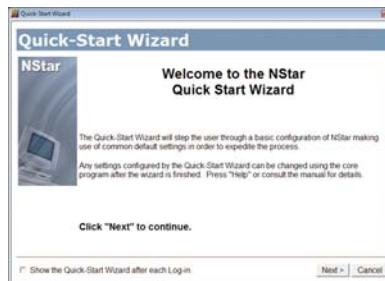 Quick-Start Wizard
Quick-Start Wizard
NStar
Welcome to the NStar
Quick Start Wizard
The Quick-Start Wizard will step the user through a basic configuration of NStar making
use of common default settings in order to expedite the process.
Any settings configured by the Quick-Start Wizard can be changed using the core
program after the wizard is finished. Press "Help" or consult the manual for details.
Click "Next" to continue.
Show the Quick-Start Wizard after each Log-in
Next >
Cancel